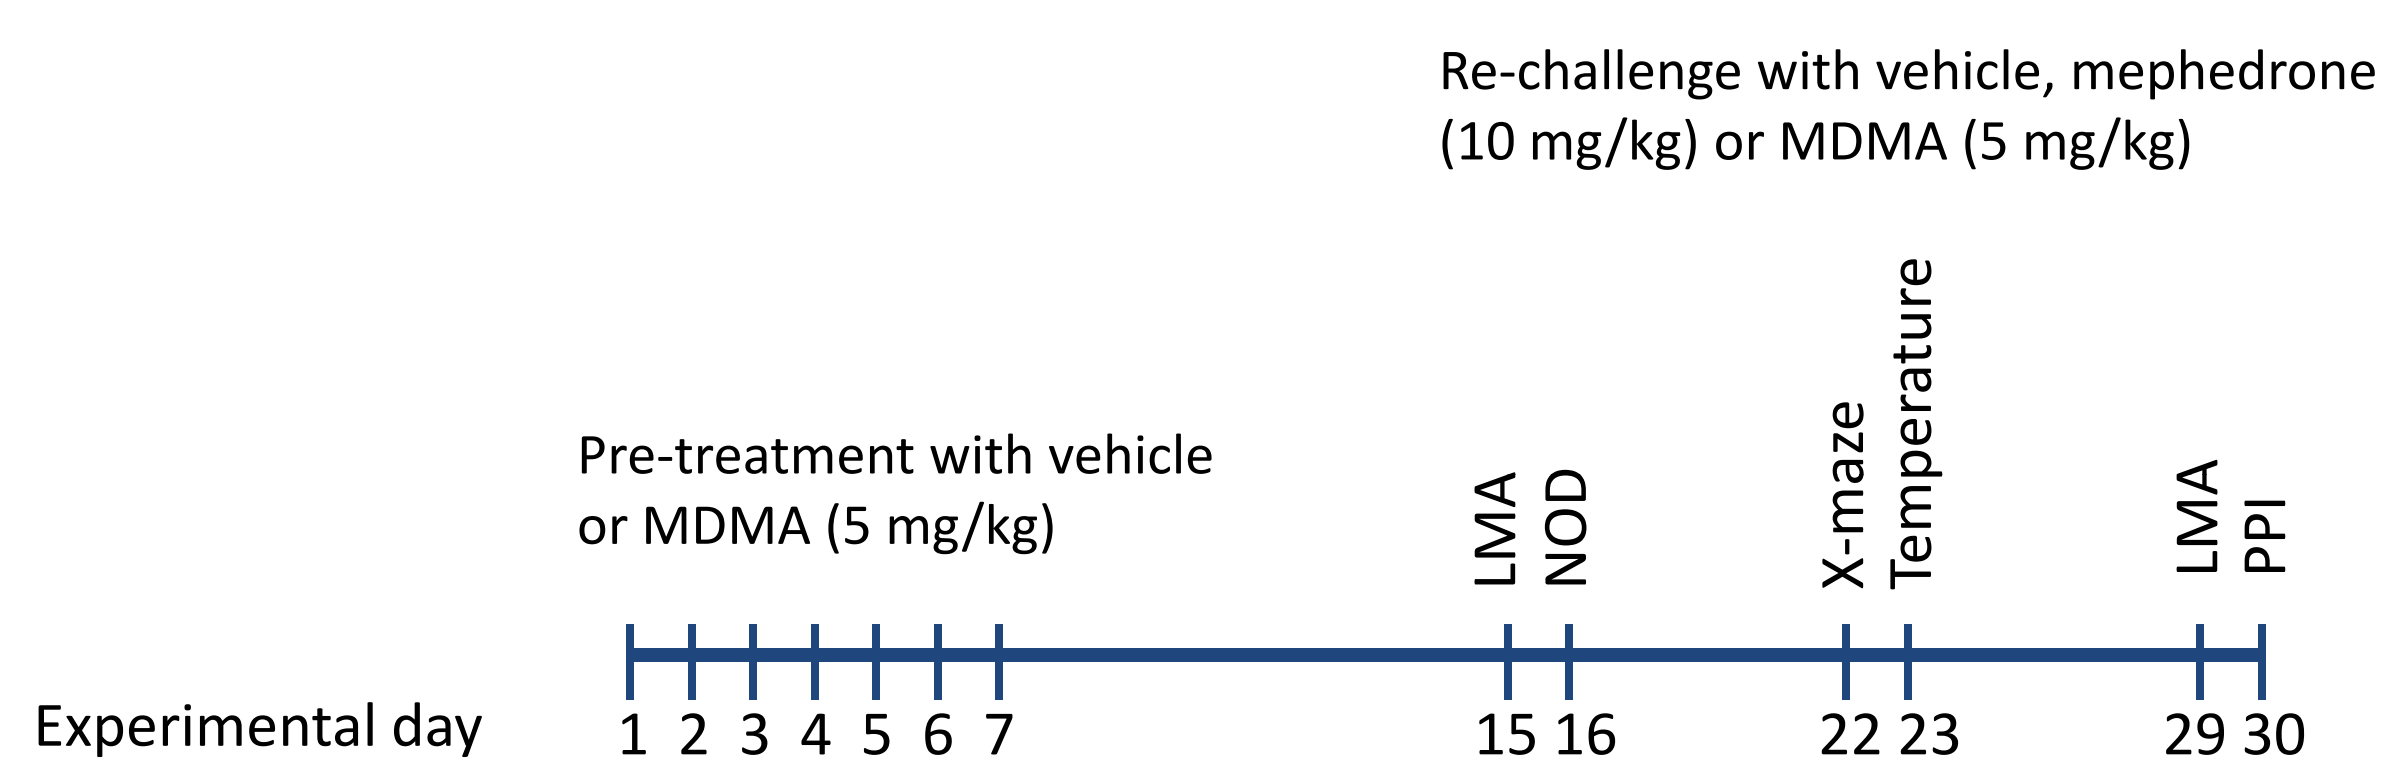 Re-challenge with vehicle, mephedrone
(10 mg/kg) or MDMA (5 mg/kg)
Pre-treatment with vehicle
or MDMA (5 mg/kg)
LMA
NOD
X-maze
Temperature
LMA
PPI
Experimental day
1 2 3 4 5 6 7 15 16 22 23 29 30